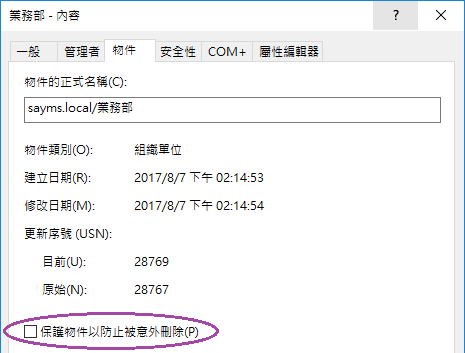 業務部 - 內容
? ×
一般 管理者 物件 安全性 COM+ 屬性編輯器
物件的正式名稱(C):
sayms.local/業務部
物件類別(O): 組織單位
建立日期(R): 2017/8/7 下午 02:14:53
修改日期(M): 2017/8/7 下午 02:14:54
更新序號 (USN):
目前(U): 28769
原始(N): 28767
保護物件以防止被意外刪除(P)